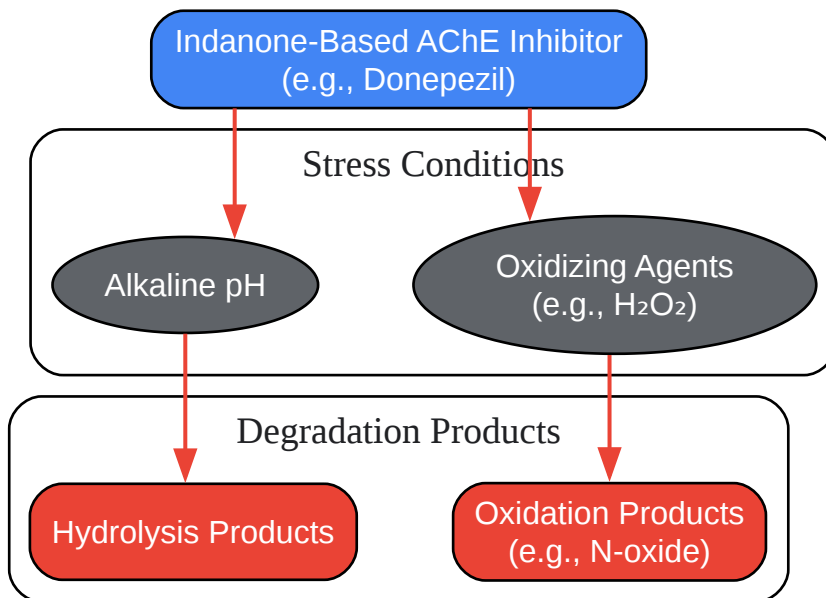 Indanone-Based AChE Inhibitor
(e.g., Donepezil)
Stress Conditions
Alkaline pH
Oxidizing Agents
(e.g., H₂O₂)
Degradation Products
Hydrolysis Products
Oxidation Products
(e.g., N-oxide)